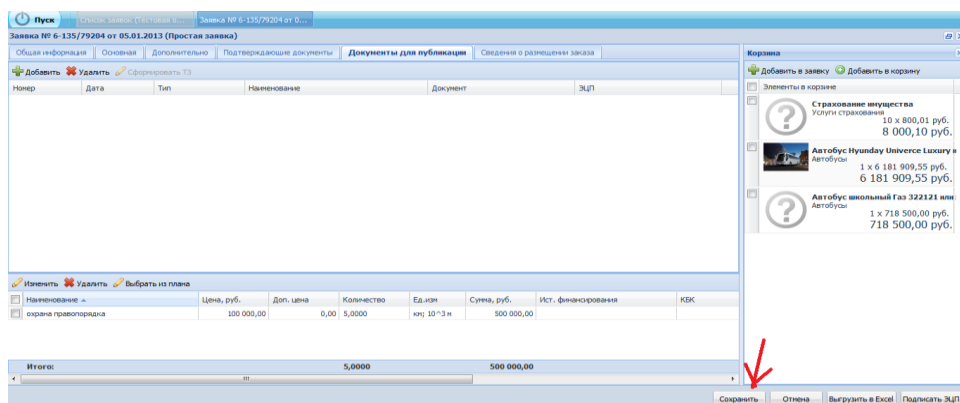 Пуск
Список заявок (Тестовая о...
Заявка № 6-135/79204 от 0...
Заявка № 6-135/79204 от 05.01.2013 (Простая заявка)
Общая информация Основная Дополнительно Подтверждающие документы Документы для публикации Сведения о размещении заказа
Добавить Удалить Сформировать ТЗ
Номер Дата Тип Наименование Документ ЭЦП
Корзина
Добавить в заявку Добавить в корзину
Элементы в корзине
Страхование имущества
Услуги страхования
10 x 800,01 руб.
8 000,10 руб.
Автобус Hyunday Univerce Luxury и
Автобусы
1 x 6 181 909,55 руб.
6 181 909,55 руб.
Автобус школьный Газ 322121 или
Автобусы
1 x 718 500,00 руб.
718 500,00 руб.
Изменить Удалить Выбрать из плана
Наименование Цена, руб. Доп. цена Количество Ед.изм Сумма, руб. Ист. финансирования КБК
охрана правопорядка 100 000,00 0,00 5,0000 км; 10^3 м 500 000,00
Итого: 5,0000 500 000,00
Сохранить Отмена Выгрузить в Excel Подписать ЭЦП